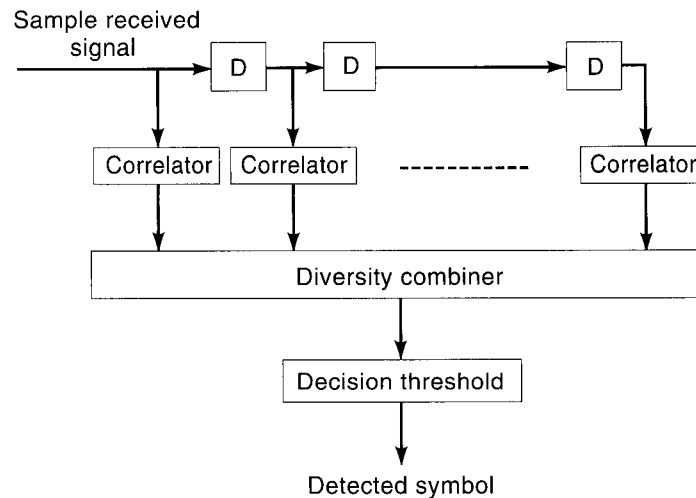 Sample received
signal
D
D
D
Correlator
Correlator
Correlator
Diversity combiner
Decision threshold
Detected symbol